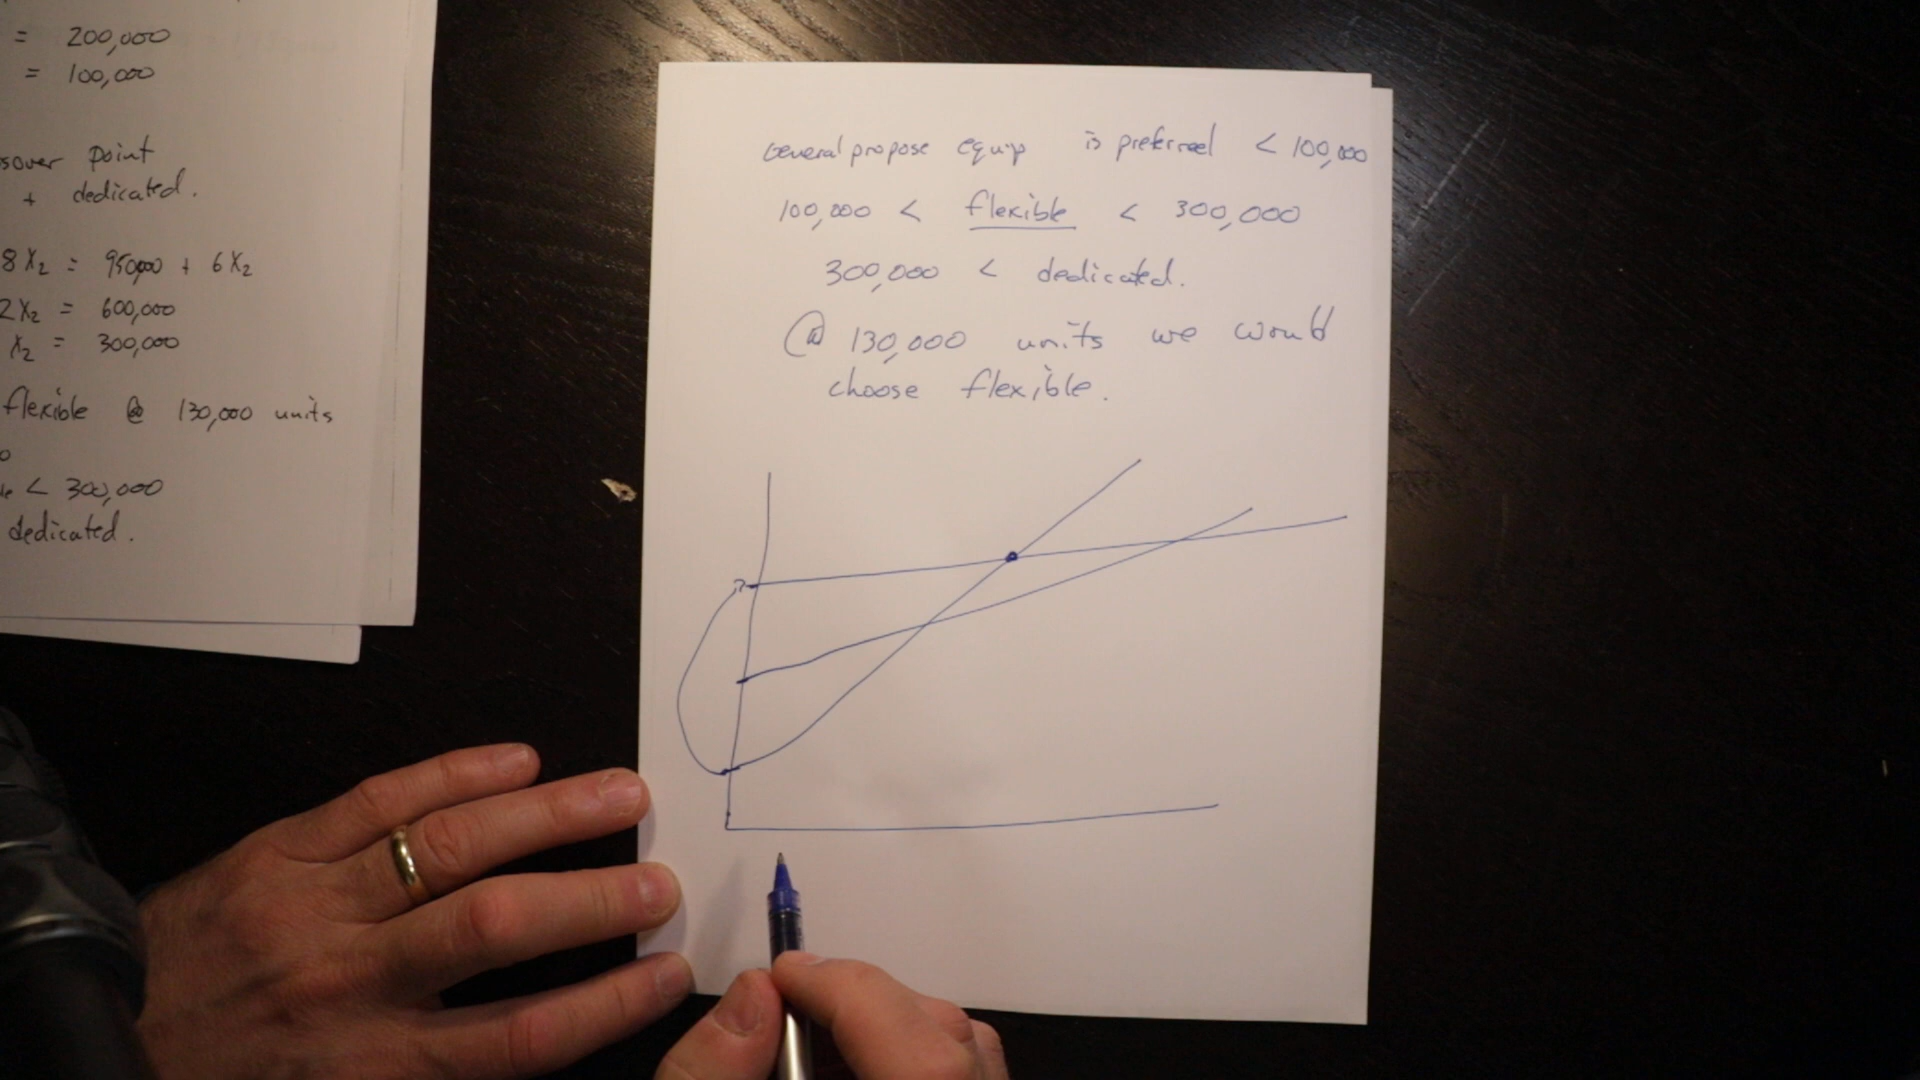 = 200,000
= 100,000
sover point
+ dedicated.
8X₂ = 950,000 + 6X₂
2X₂ = 600,000
X₂ = 300,000
flexible @ 130,000 units
< 300,000
dedicated.
General propose equip is preferred < 100,000
100,000 < flexible < 300,000
300,000 < dedicated.
@ 130,000 units we would
choose flexible.